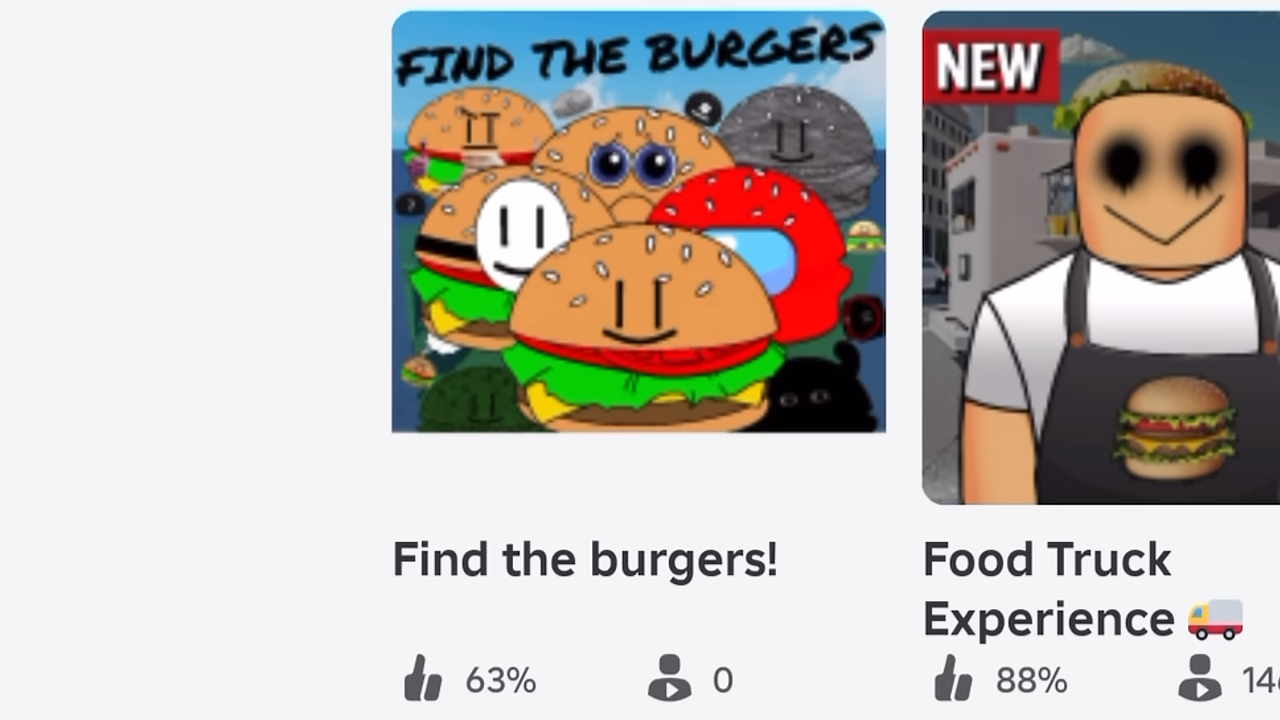 FIND THE BURGERS
NEW
Find the burgers!
Food Truck
Experience 🚚
63%
0
88%